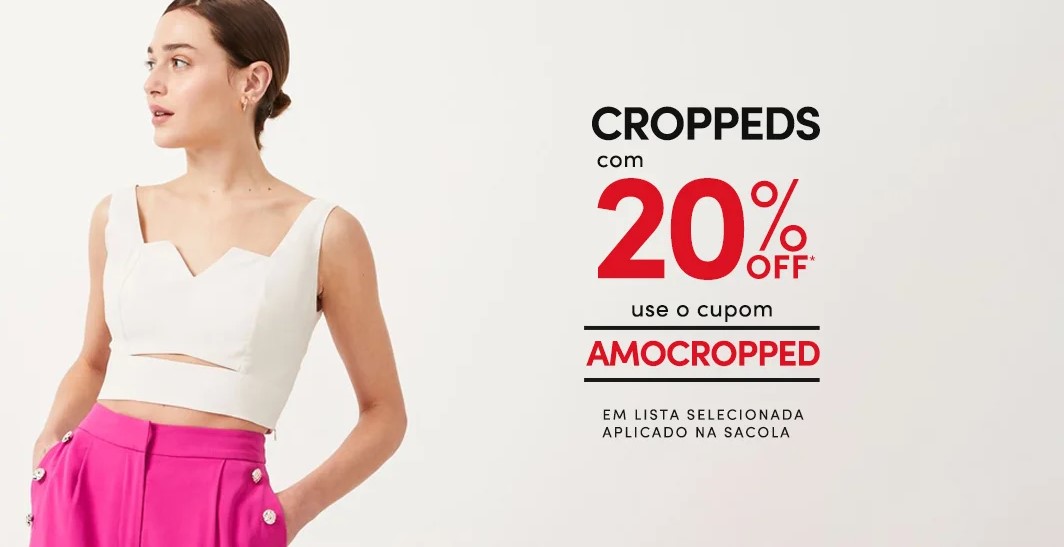 CROPPEDS
com
20%
OFF*
use o cupom
AMOCROPPED
EM LISTA SELECIONADA
APLICADO NA SACOLA